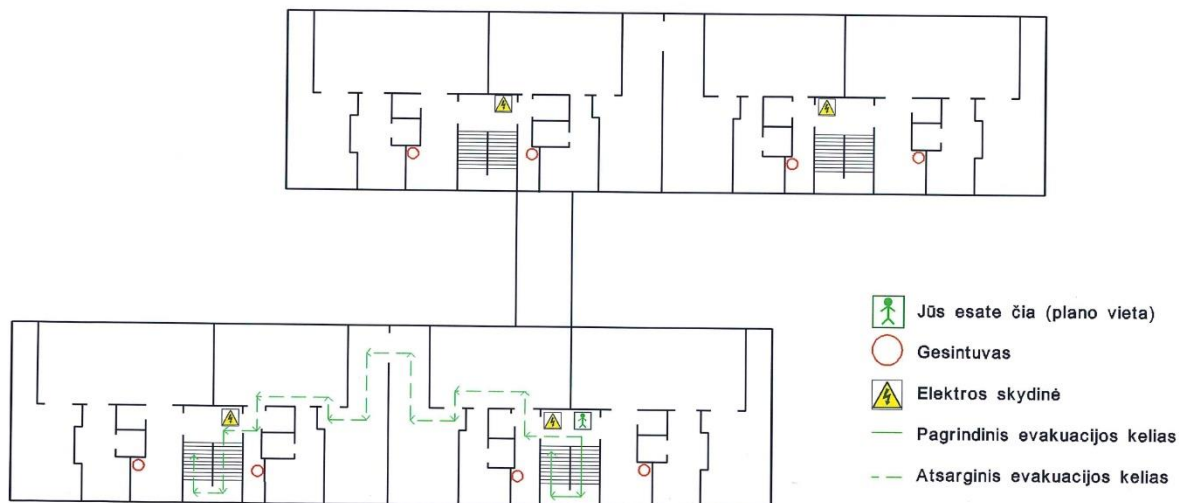 Jūs esate čia (plano vieta)
Gesintuvas
Elektros skydinė
Pagrindinis evakuacijos kelias
Atsarginis evakuacijos kelias